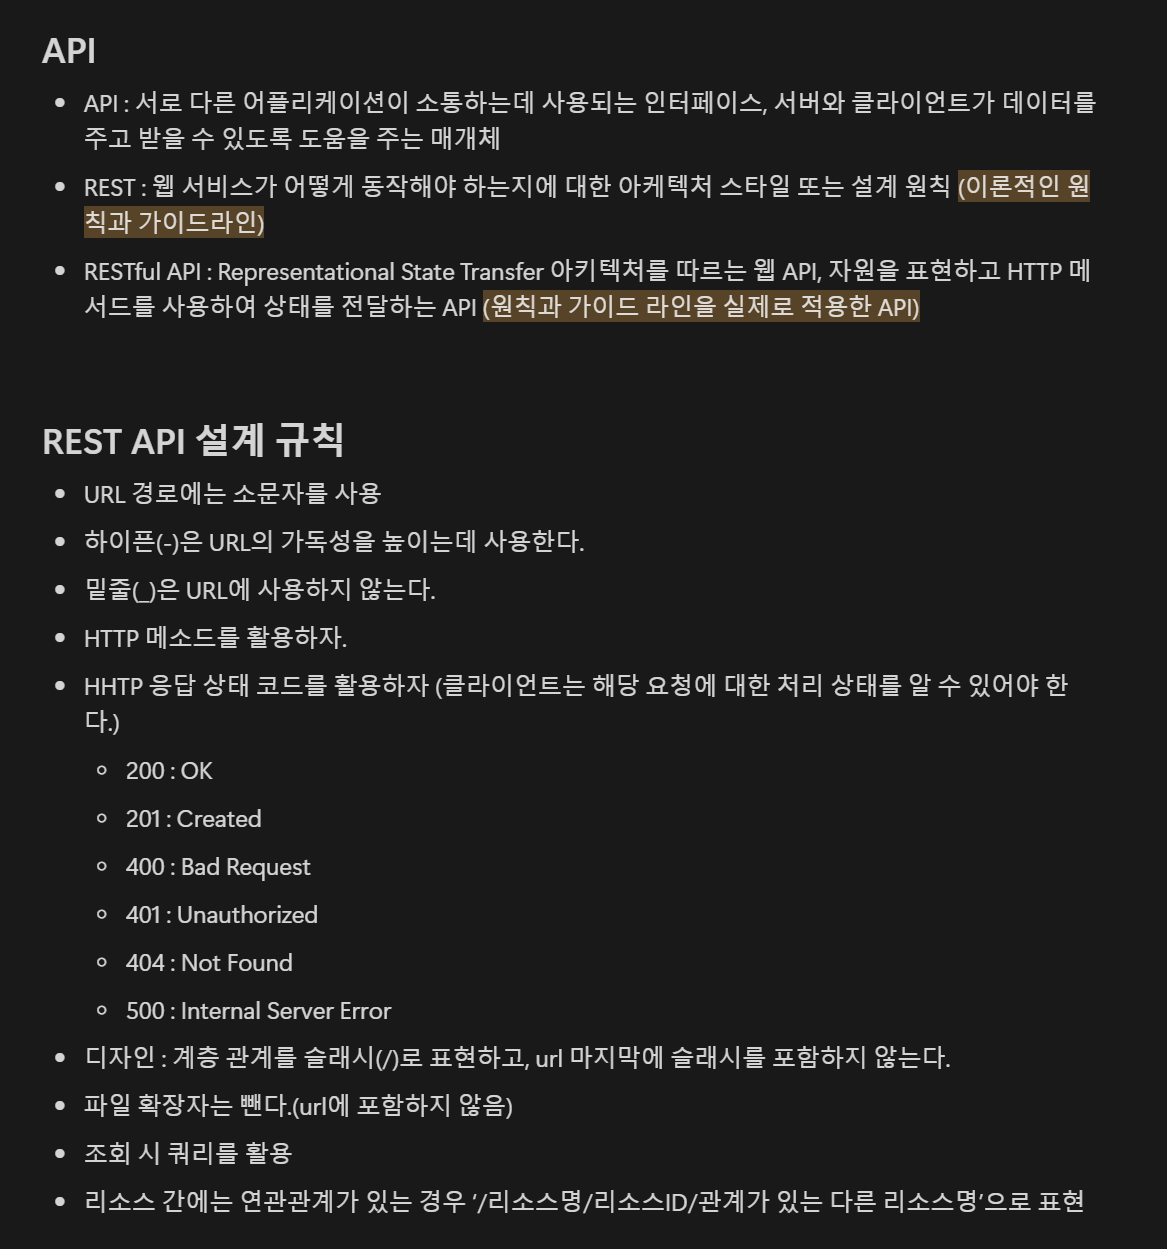 API
• API : 서로 다른 어플리케이션이 소통하는데 사용되는 인터페이스, 서버와 클라이언트가 데이터를
주고 받을 수 있도록 도움을 주는 매개체
• REST : 웹 서비스가 어떻게 동작해야 하는지에 대한 아케텍처 스타일 또는 설계 원칙 (이론적인 원
칙과 가이드라인)
• RESTful API : Representational State Transfer 아키텍처를 따르는 웹 API, 자원을 표현하고 HTTP 메
서드를 사용하여 상태를 전달하는 API (원칙과 가이드 라인을 실제로 적용한 API)
REST API 설계 규칙
• URL 경로에는 소문자를 사용
• 하이픈(-)은 URL의 가독성을 높이는데 사용한다.
• 밑줄(_)은 URL에 사용하지 않는다.
• HTTP 메소드를 활용하자.
• HHTP 응답 상태 코드를 활용하자 (클라이언트는 해당 요청에 대한 처리 상태를 알 수 있어야 한
다.)
◦ 200 : OK
◦ 201 : Created
◦ 400 : Bad Request
◦ 401 : Unauthorized
◦ 404 : Not Found
◦ 500 : Internal Server Error
• 디자인 : 계층 관계를 슬래시(/)로 표현하고, url 마지막에 슬래시를 포함하지 않는다.
• 파일 확장자는 뺀다.(url에 포함하지 않음)
• 조회 시 쿼리를 활용
• 리소스 간에는 연관관계가 있는 경우 ‘/리소스명/리소스ID/관계가 있는 다른 리소스명’으로 표현